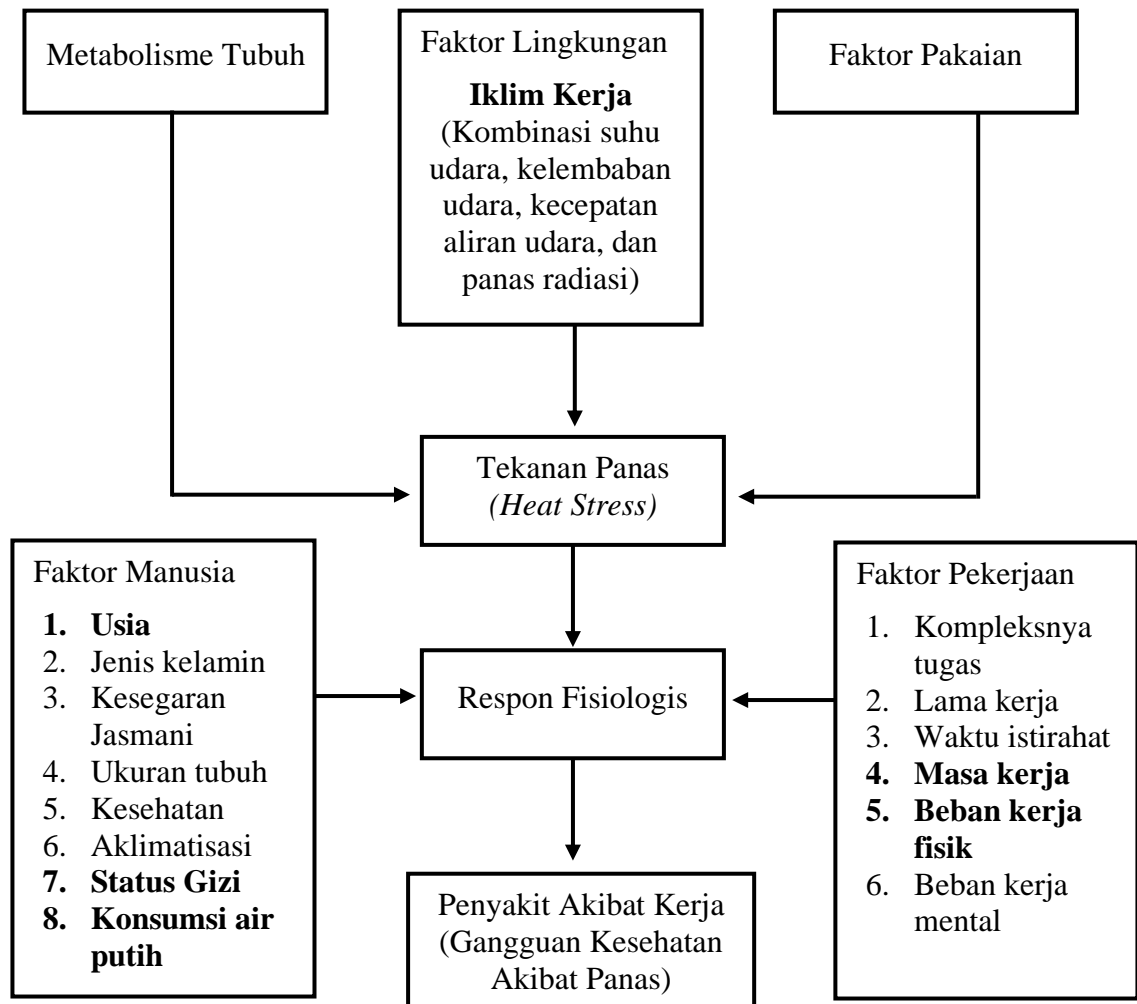 Metabolisme Tubuh
Faktor Lingkungan
Iklim Kerja
(Kombinasi suhu
udara, kelembaban
udara, kecepatan
aliran udara, dan
panas radiasi)
Faktor Pakaian
Tekanan Panas
(Heat Stress)
Faktor Manusia
1. Usia
2. Jenis kelamin
3. Kesegaran
Jasmani
4. Ukuran tubuh
5. Kesehatan
6. Aklimatisasi
7. Status Gizi
8. Konsumsi air
putih
Respon Fisiologis
Faktor Pekerjaan
1. Kompleksnya
tugas
2. Lama kerja
3. Waktu istirahat
4. Masa kerja
5. Beban kerja
fisik
6. Beban kerja
mental
Penyakit Akibat Kerja
(Gangguan Kesehatan
Akibat Panas)